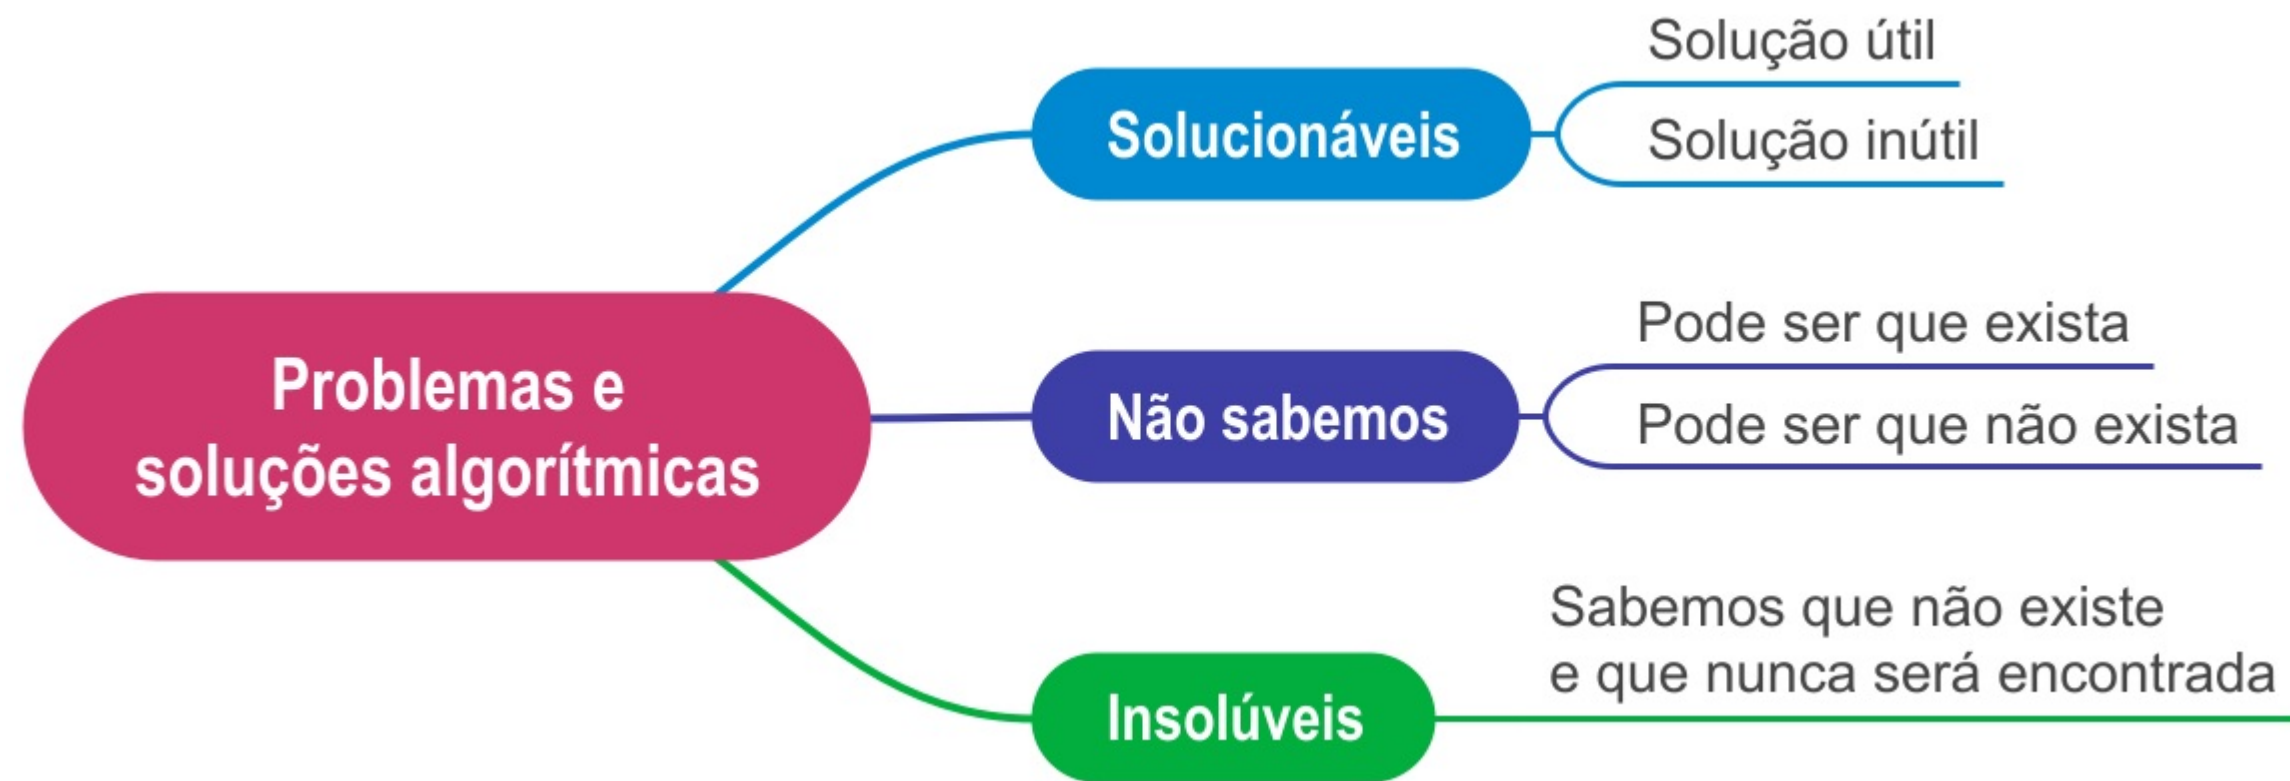 Problemas e
soluções algorítmicas
Solucionáveis
Solução útil
Solução inútil
Não sabemos
Pode ser que exista
Pode ser que não exista
Insolúveis
Sabemos que não existe
e que nunca será encontrada